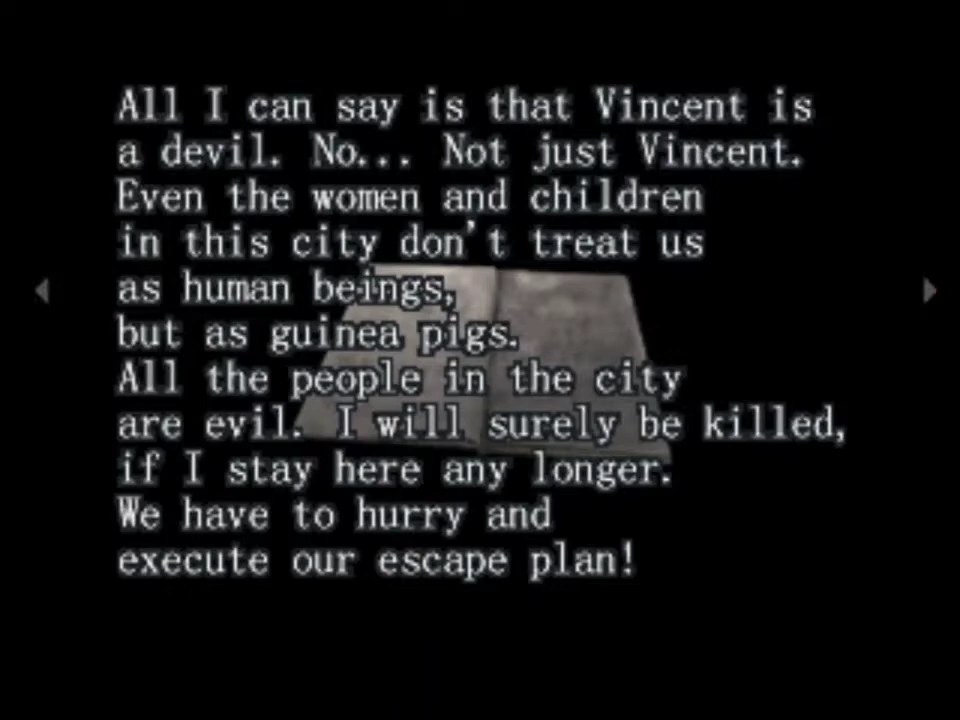 All I can say is that Vincent is
a devil. No... Not just Vincent.
Even the women and children
in this city don't treat us
as human beings,
but as guinea pigs.
All the people in the city
are evil. I will surely be killed,
if I stay here any longer.
We have to hurry and
execute our escape plan!